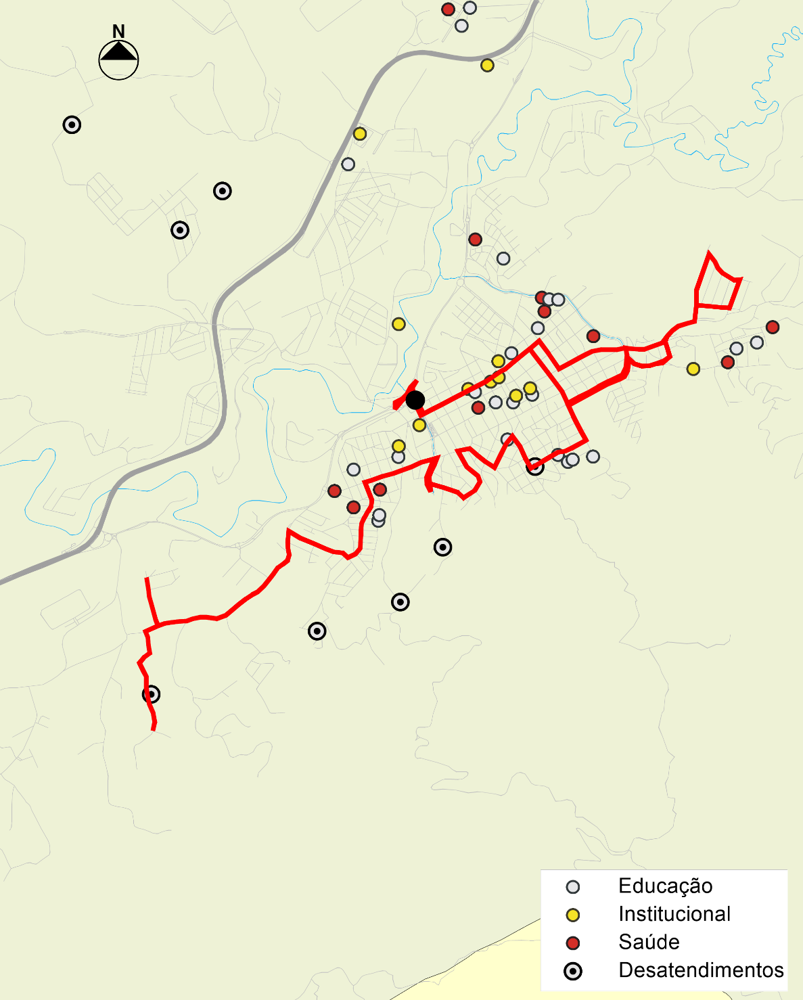 N
Educação
Institucional
Saúde
Desatendimentos